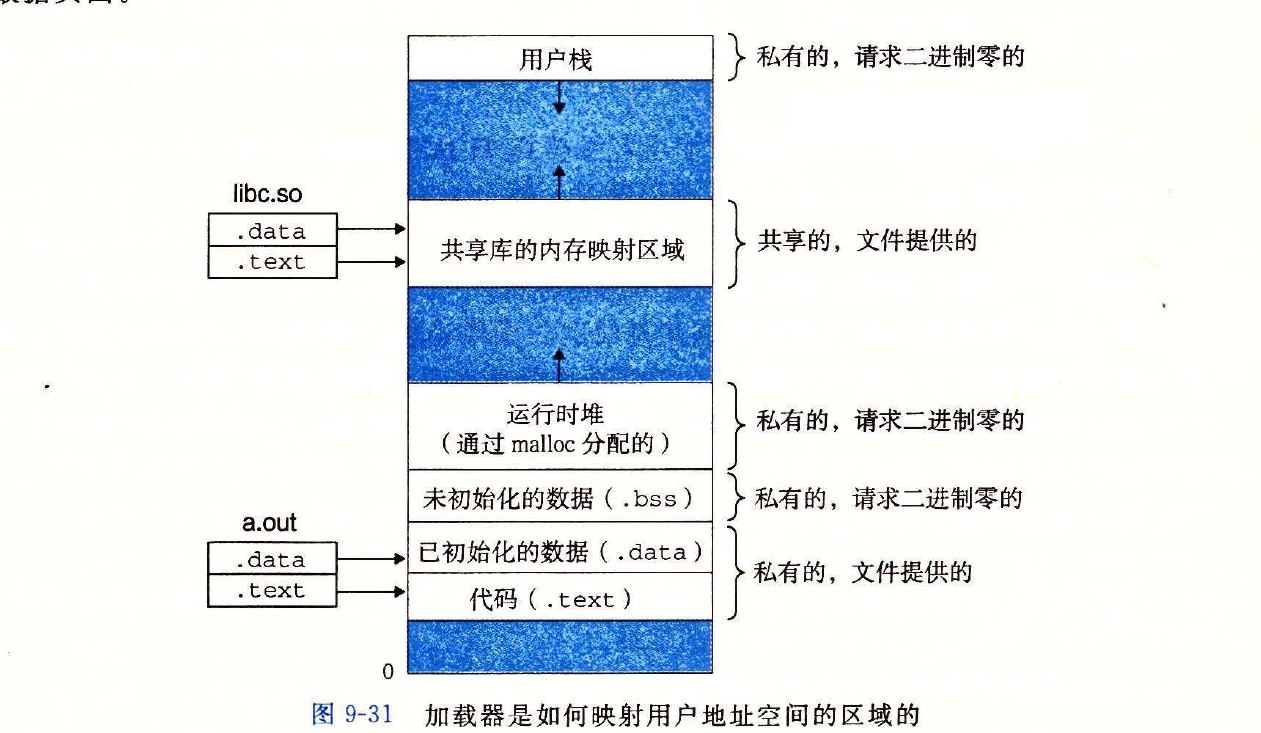 用户栈
私有的，请求二进制零的
libc.so
.data
.text
共享库的内存映射区域
共享的，文件提供的
运行时堆
（通过 malloc 分配的）
私有的，请求二进制零的
未初始化的数据（.bss）
私有的，请求二进制零的
a.out
.data
.text
已初始化的数据（.data）
代码（.text）
私有的，文件提供的
0
图 9-31 加载器是如何映射用户地址空间的区域的